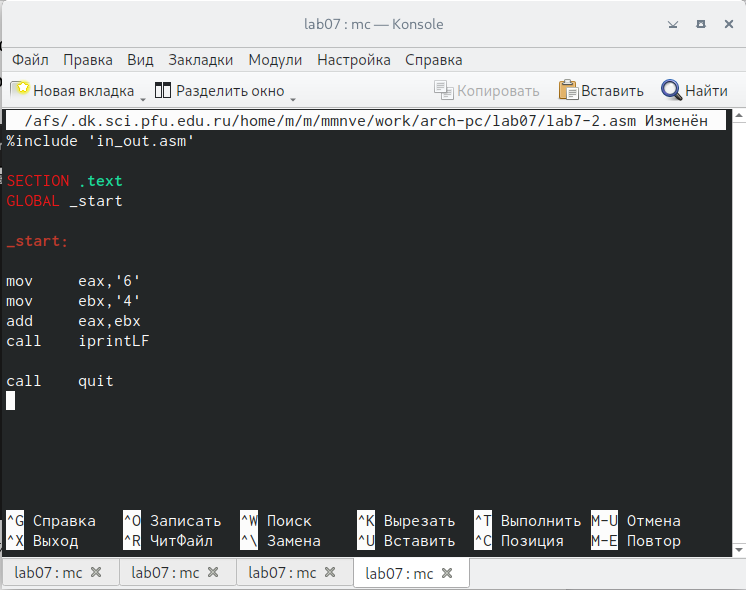 lab07 : mc — Konsole
Файл Правка Вид Закладки Модули Настройка Справка
Новая вкладка Разделить окно Копировать Вставить Найти
/afs/.dk.sci.pfu.edu.ru/home/m/m/mmnve/work/arch-pc/lab07/lab7-2.asm Изменён
%include 'in_out.asm'
SECTION .text
GLOBAL _start
_start:
mov eax,'6'
mov ebx,'4'
add eax,ebx
call iprintLF
call quit
^G Справка ^O Записать ^W Поиск ^K Вырезать ^T Выполнить M-U Отмена
^X Выход ^R ЧитФайл ^\ Замена ^U Вставить ^C Позиция M-E Повтор
lab07 : mc lab07 : mc lab07 : mc lab07 : mc